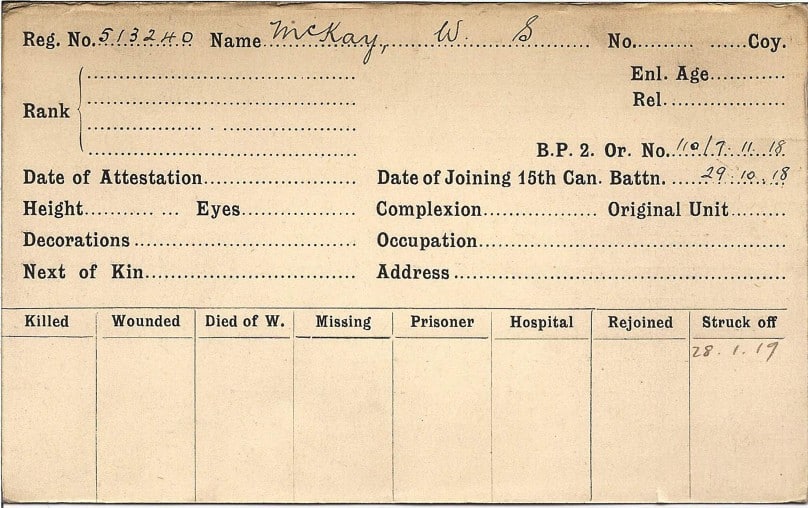 Reg. No. 513240 Name McKay, W. S No. Coy.
Enl. Age
Rel.
Rank
B.P. 2. Or. No. 110/7.11.18
Date of Attestation Date of Joining 15th Can. Battn. 29.10.18
Height Eyes Complexion Original Unit
Decorations Occupation
Next of Kin Address
Killed Wounded Died of W. Missing Prisoner Hospital Rejoined Struck off
28.1.19